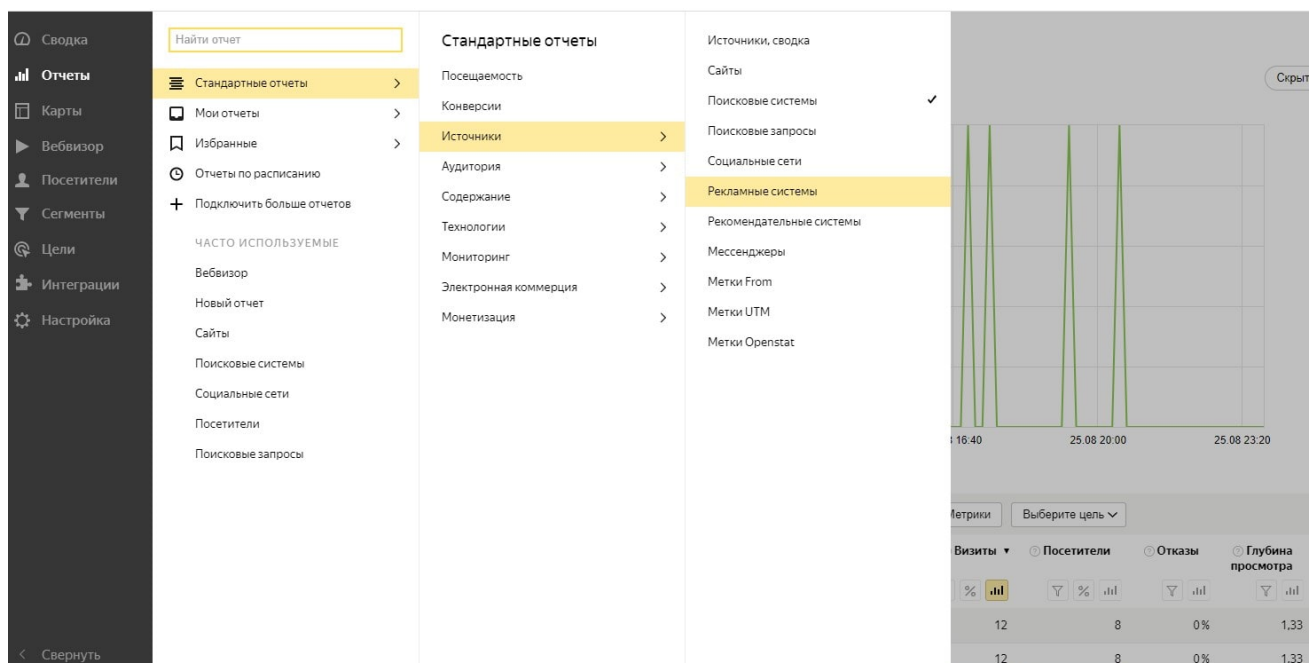 Сводка
Отчеты
Карты
Вебвизор
Посетители
Сегменты
Цели
Интеграции
Настройка
Свернуть
Найти отчет
Стандартные отчеты
Мои отчеты
Избранные
Отчеты по расписанию
Подключить больше отчетов
ЧАСТО ИСПОЛЬЗУЕМЫЕ
Вебвизор
Новый отчет
Сайты
Поисковые системы
Социальные сети
Посетители
Поисковые запросы
Стандартные отчеты
Посещаемость
Конверсии
Источники
Аудитория
Содержание
Технологии
Мониторинг
Электронная коммерция
Монетизация
Источники, сводка
Сайты
Поисковые системы
Поисковые запросы
Социальные сети
Рекламные системы
Рекомендательные системы
Мессенджеры
Метки From
Метки UTM
Метки Openstat
Скрыт
16:40 25.08 20:00 25.08 23:20
Метрики Выберите цель
Визиты Посетители Отказы Глубина
просмотра
% %
12 8 0% 1,33
12 8 0% 1,33